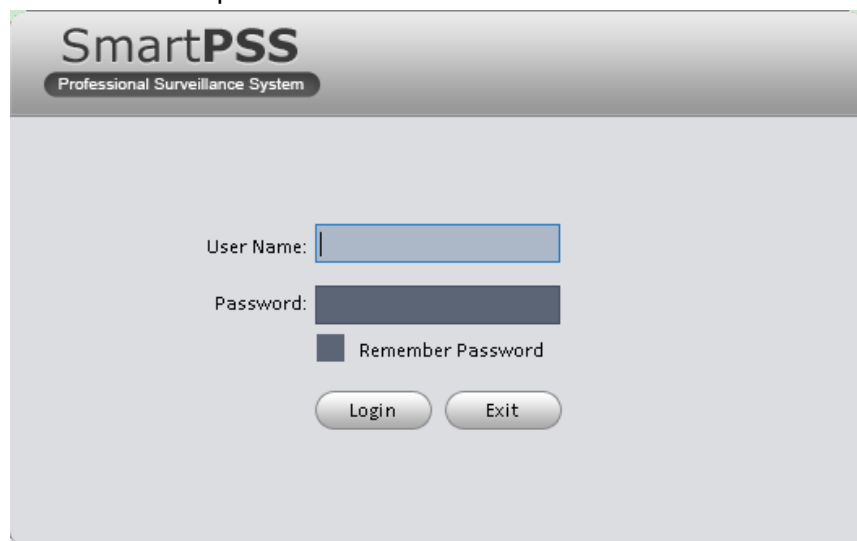 SmartPSS
Professional Surveillance System
User Name:
Password:
Remember Password
Login Exit